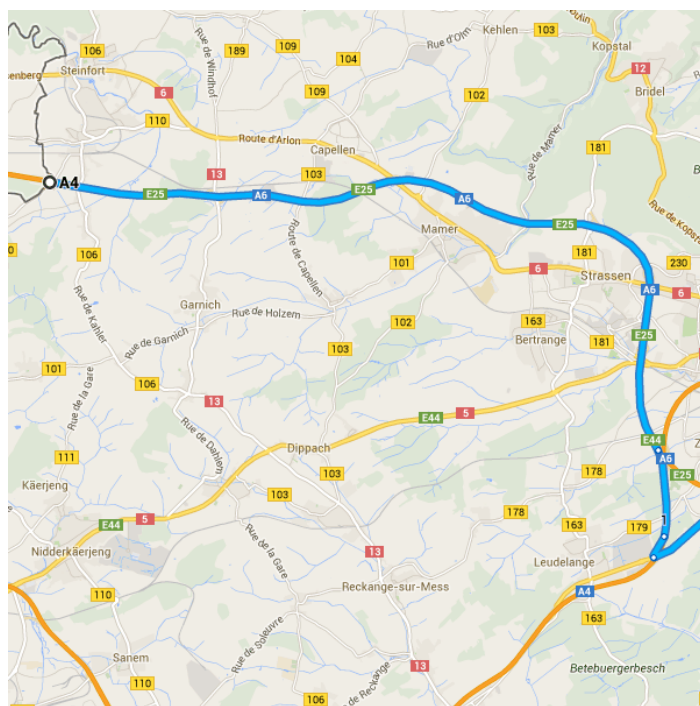 Kehlen
103
Kopstal
106
189
109
Rue d'Olm
Steinfort
Rue de Windhof
104
12
Bridel
6
109
102
110
Route d'Arlon
Rue de Mamer
181
Capellen
A4
13
103
E25
E25
A6
A6
E25
Rue de Kopst
Mamer
181
106
Route de Capellen
101
6
Strassen
230
A6
6
Garnich
Rue de Holzem
163
Rue de Kahler
102
Bertrange
181
E25
Rue de Garnich
103
101
106
13
Rue de la Gare
E44
5
Rue de Dahlem
Dippach
E44
A6
111
103
178
E25
Käerjeng
103
E44
5
178
163
179
1
Nidderkäerjeng
Rue de la Gare
13
Leudelange
110
Reckange-sur-Mess
A4
163
Rue de Soleuvre
Sanem
13
Betebuergerbesch
110
106
de Reckange